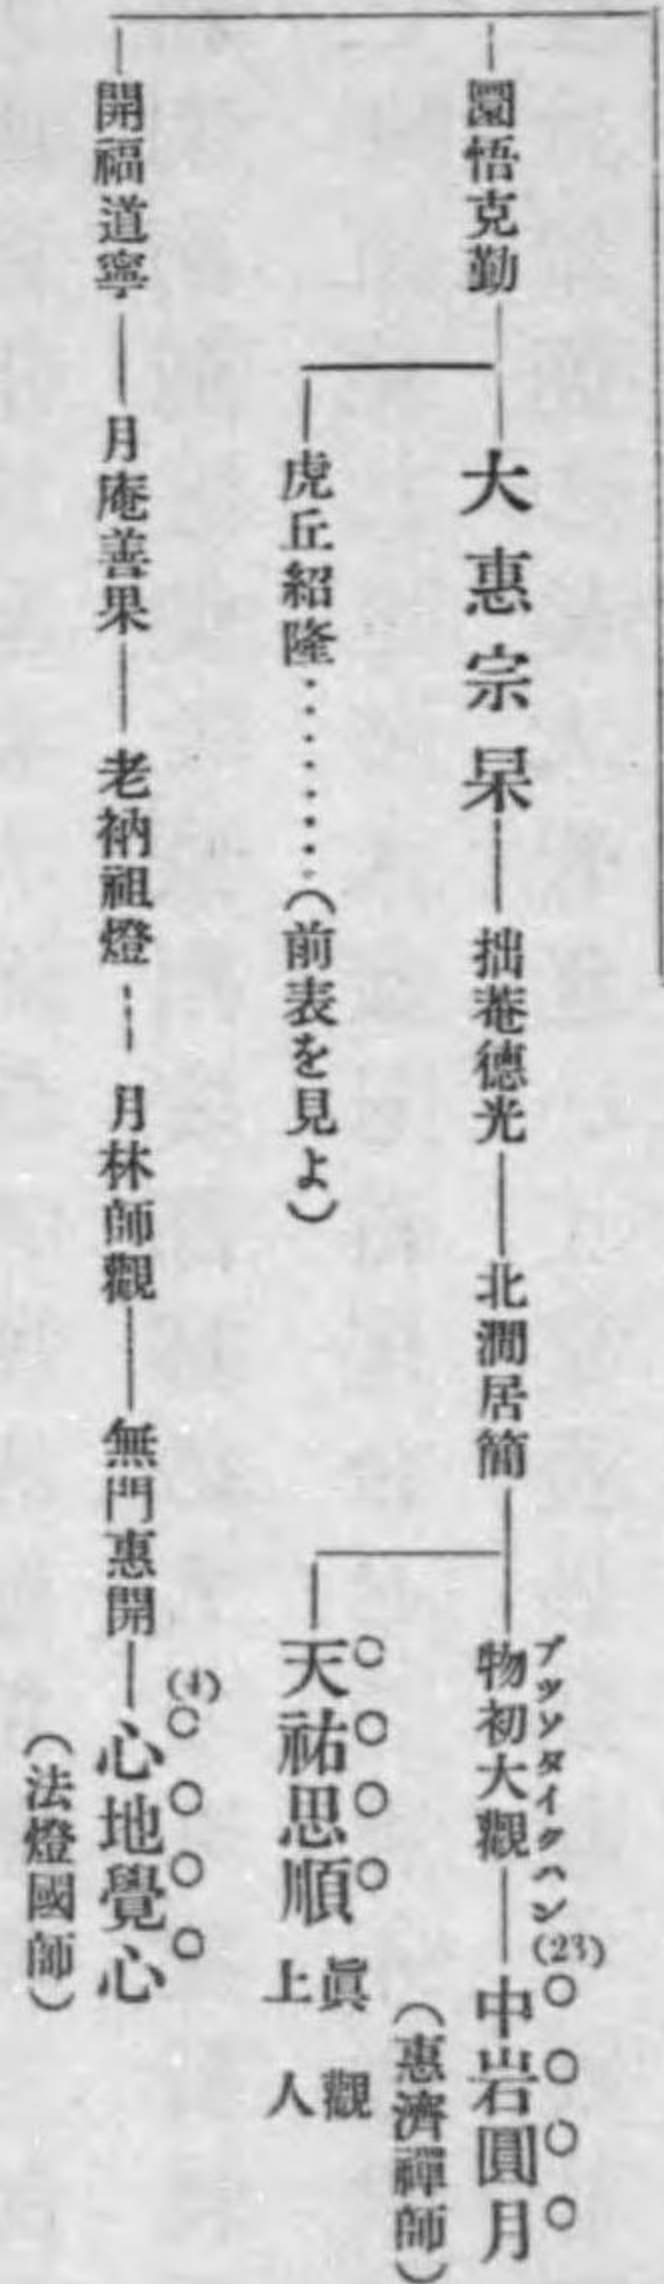 圜悟克勤
大惠宗杲
拙菴德光
北澗居簡
ブッソタイクハン
物初大觀
(23)
中岩圓月
(惠濟禪師)
虎丘紹隆………(前表を見よ)
天祐思順
眞觀
上人
開福道寧
月庵善果
老衲祖燈
月林師觀
無門惠開
(4)
心地覺心
(法燈國師)